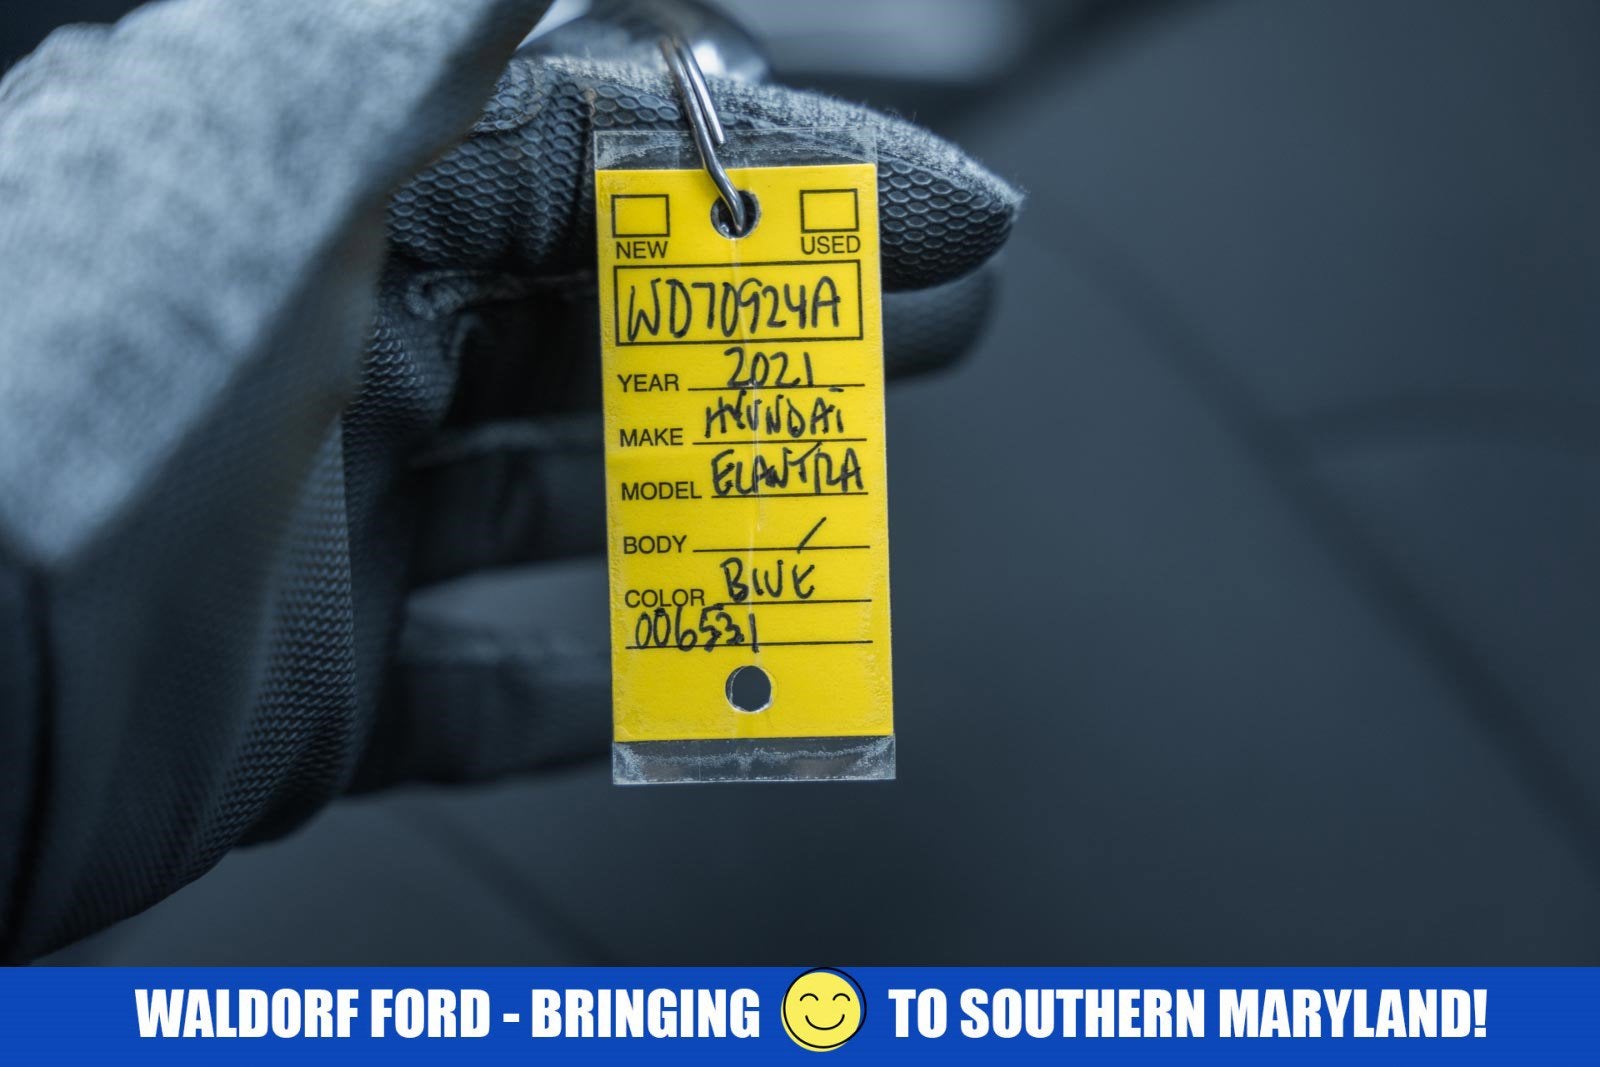 NEW USED
WD70924A
YEAR 2021
MAKE HYUNDAI
MODEL ELANTRA
BODY /
COLOR BLUE
006531
WALDORF FORD - BRINGING TO SOUTHERN MARYLAND!